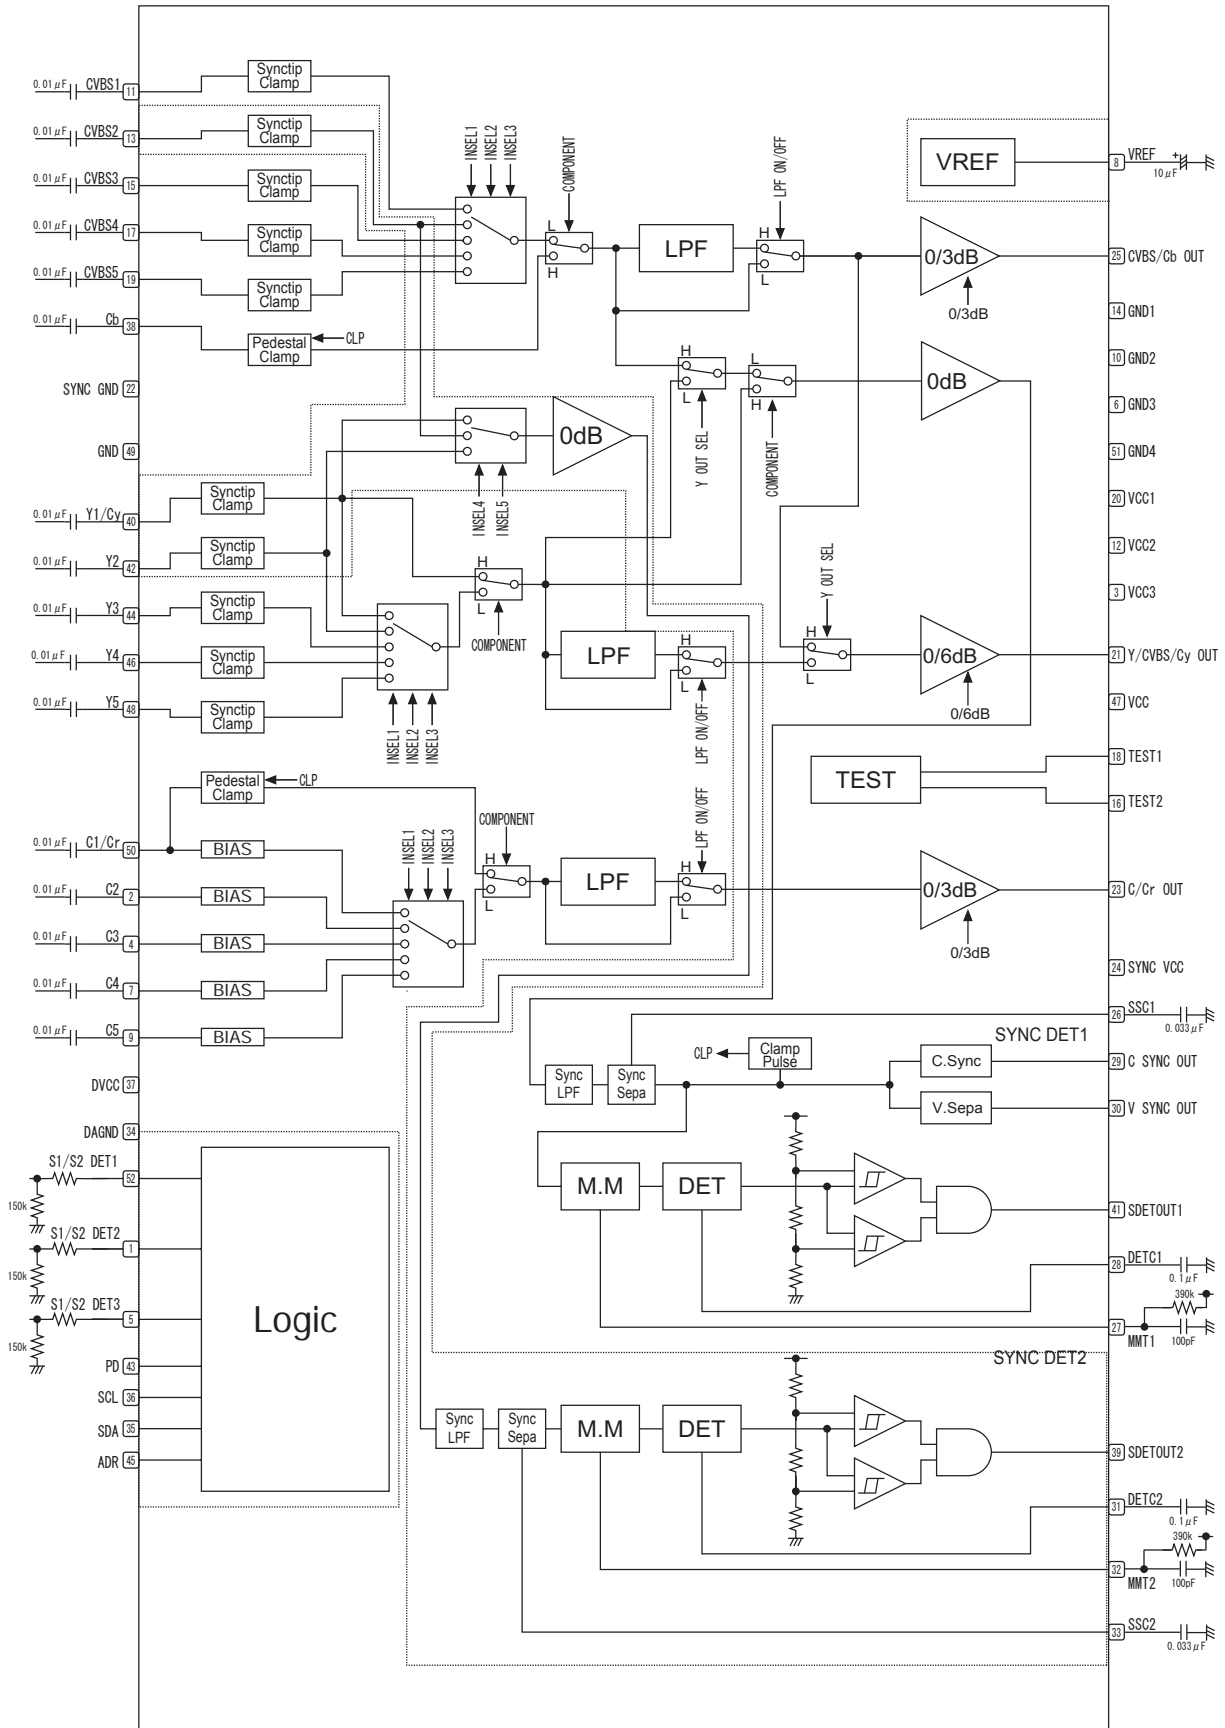 0.01μF CVBS1 11 Synctip Clamp
0.01μF CVBS2 13 Synctip Clamp
0.01μF CVBS3 15 Synctip Clamp
0.01μF CVBS4 17 Synctip Clamp
0.01μF CVBS5 19 Synctip Clamp
0.01μF Cb 38 Pedestal Clamp CLP
SYNC GND 22
GND 49
INSEL1 INSEL2 INSEL3
COMPONENT
L
H
LPF
LPF ON/OFF
H
L
0/3dB
0/3dB
VREF
8 VREF
+
10μF
25 CVBS/Cb OUT
14 GND1
10 GND2
6 GND3
51 GND4
20 VCC1
12 VCC2
3 VCC3
H
L
Y OUT SEL
L
H
COMPONENT
0dB
0dB
INSEL4 INSEL5
0.01μF Y1/Cy 40 Synctip Clamp
0.01μF Y2 42 Synctip Clamp
0.01μF Y3 44 Synctip Clamp
0.01μF Y4 46 Synctip Clamp
0.01μF Y5 48 Synctip Clamp
INSEL1 INSEL2 INSEL3
H
L
COMPONENT
LPF
H
L
LPF ON/OFF
Y OUT SEL
H
L
0/6dB
0/6dB
21 Y/CVBS/Cy OUT
47 VCC
TEST
18 TEST1
16 TEST2
Pedestal Clamp CLP
0.01μF C1/Cr 50 BIAS
0.01μF C2 2 BIAS
0.01μF C3 4 BIAS
0.01μF C4 7 BIAS
0.01μF C5 9 BIAS
INSEL1 INSEL2 INSEL3
COMPONENT
H
L
LPF
LPF ON/OFF
H
L
0/3dB
0/3dB
23 C/Cr OUT
24 SYNC VCC
26 SSC1
0.033μF
SYNC DET1
CLP
Clamp Pulse
C.Sync
29 C SYNC OUT
Sync LPF
Sync Sepa
V.Sepa
30 V SYNC OUT
M.M
DET
41 SDETOUT1
28 DETC1
0.1μF
390k
27 MMT1
100pF
DVCC 37
DAGND 34
S1/S2 DET1 52
150k
S1/S2 DET2 1
150k
S1/S2 DET3 5
150k
PD 43
SCL 36
SDA 35
ADR 45
Logic
SYNC DET2
Sync LPF
Sync Sepa
M.M
DET
39 SDETOUT2
31 DETC2
0.1μF
390k
32 MMT2
100pF
33 SSC2
0.033μF